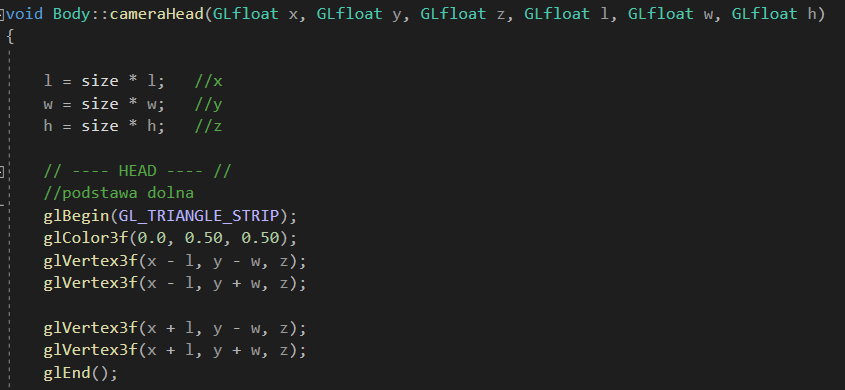 void Body::cameraHead(GLfloat x, GLfloat y, GLfloat z, GLfloat l, GLfloat w, GLfloat h)
{
l = size * l;   //x
w = size * w;   //y
h = size * h;   //z
// ---- HEAD ---- //
//podstawa dolna
glBegin(GL_TRIANGLE_STRIP);
glColor3f(0.0, 0.50, 0.50);
glVertex3f(x - l, y - w, z);
glVertex3f(x - l, y + w, z);
glVertex3f(x + l, y - w, z);
glVertex3f(x + l, y + w, z);
glEnd();